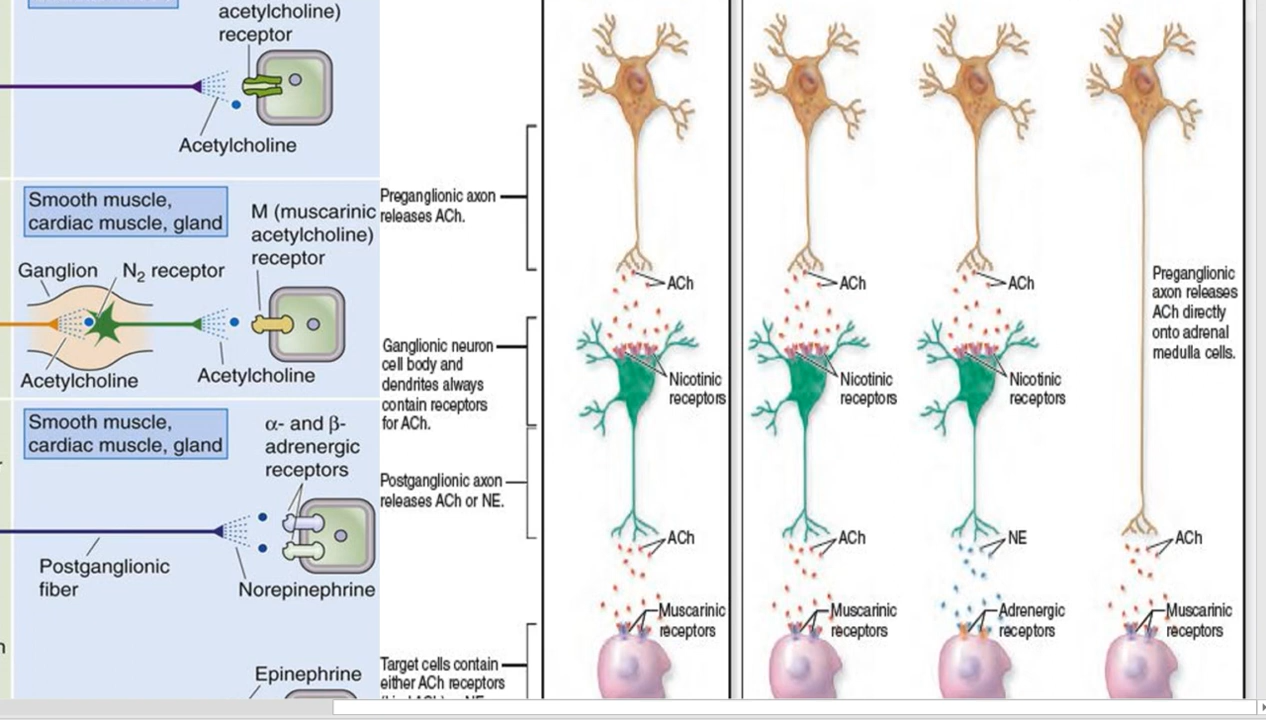 acetylcholine)
receptor
Acetylcholine
Smooth muscle,
cardiac muscle, gland
M (muscarinic
acetylcholine)
receptor
Ganglion
N2 receptor
Acetylcholine
Acetylcholine
Smooth muscle,
cardiac muscle, gland
α- and β-
adrenergic
receptors
Postganglionic
fiber
Norepinephrine
Epinephrine
Preganglionic axon
releases ACh.
Ganglionic neuron
cell body and
dendrites always
contain receptors
for ACh.
Postganglionic axon
releases ACh or NE.
Target cells contain
either ACh receptors
ACh
Nicotinic
receptors
ACh
Muscarinic
receptors
ACh
Nicotinic
receptors
ACh
Muscarinic
receptors
ACh
Nicotinic
receptors
NE
Adrenergic
receptors
Preganglionic
axon releases
ACh directly
onto adrenal
medulla cells.
ACh
Muscarinic
receptors